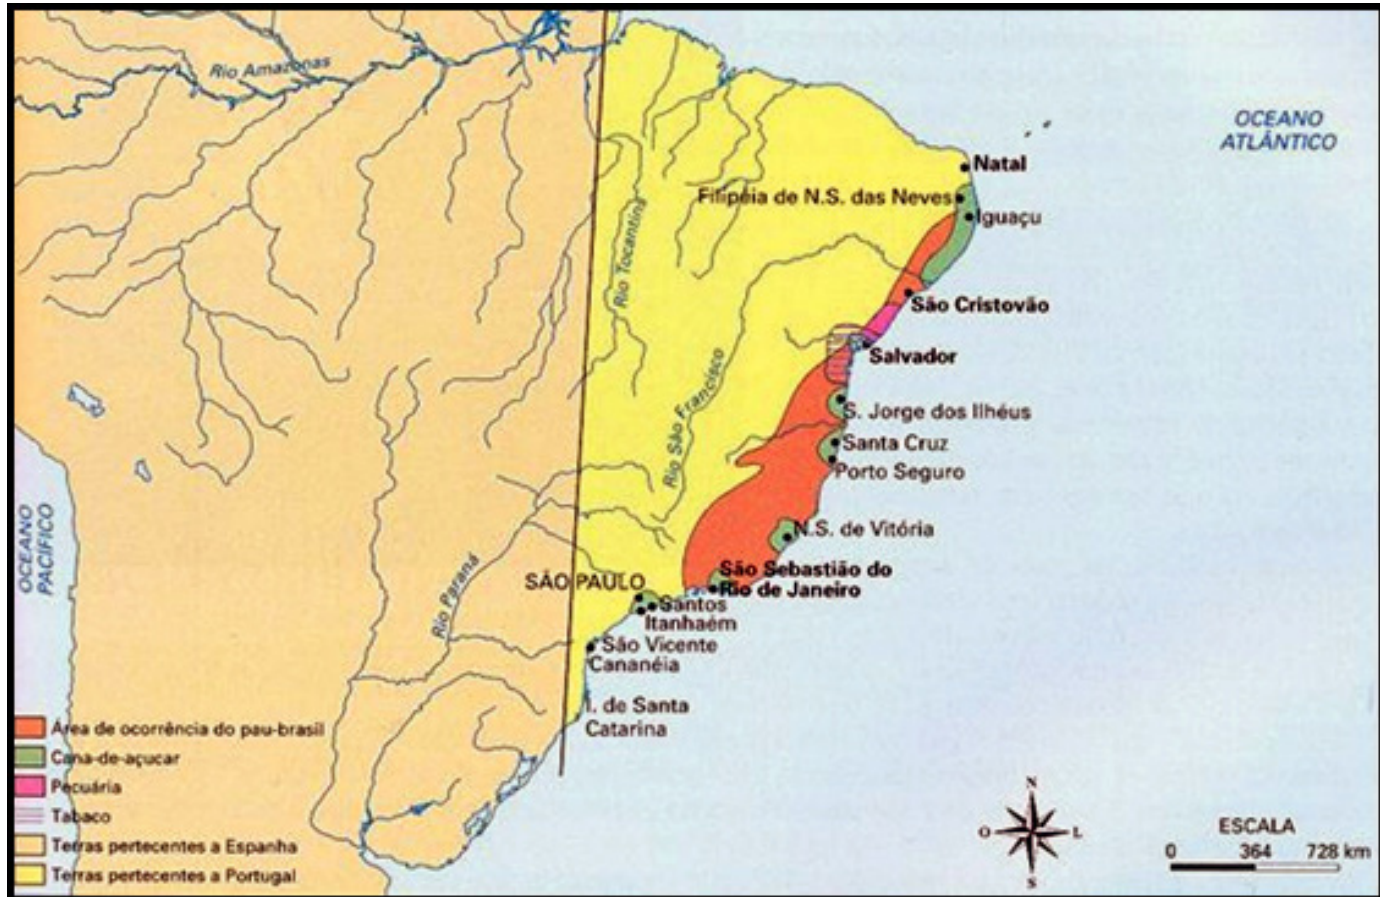 Rio Amazonas
OCEANO
ATLÂNTICO
Natal
Filipéia de N.S. das Neves
Iguaçu
Rio Tocantins
São Cristovão
Salvador
Rio São Francisco
S. Jorge dos Ilhéus
Santa Cruz
Porto Seguro
OCEANO
PACÍFICO
N.S. de Vitória
Rio Paraná
São Sebastião do
Rio de Janeiro
SÃO PAULO
Santos
Itanhaém
São Vicente
Cananéia
I. de Santa
Catarina
Área de ocorrência do pau-brasil
Cana-de-açucar
Pecuária
Tabaco
Terras pertecentes a Espanha
Terras pertecentes a Portugal
N
O
L
S
ESCALA
0 364 728 km